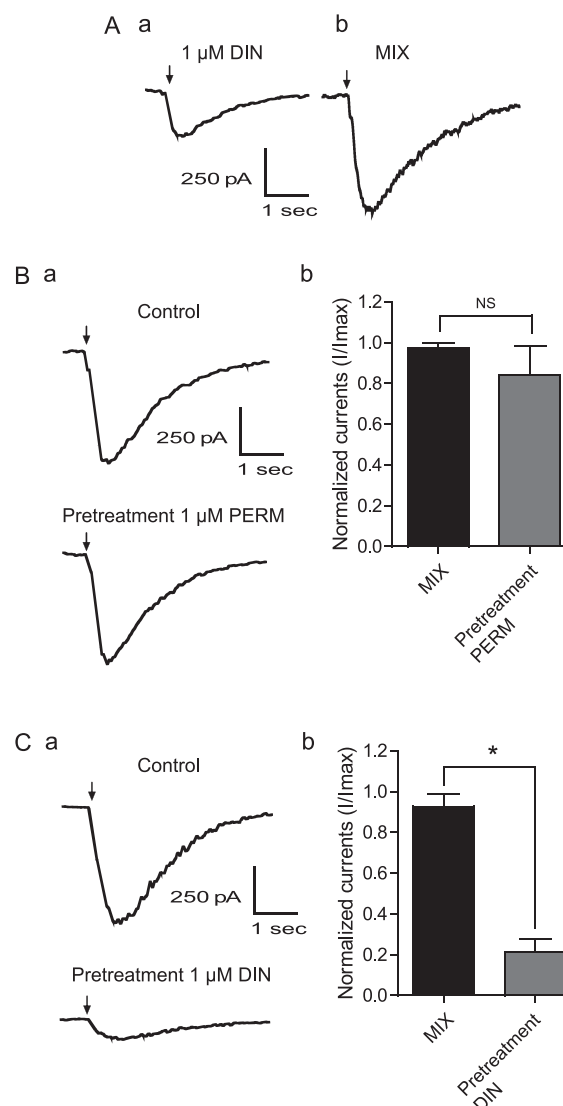 A a b
1 µM DIN MIX
250 pA
1 sec
B a b
Control
250 pA
1 sec
Pretreatment 1 µM PERM
Normalized currents (I/Imax)
1.2
1.0
0.8
0.6
0.4
0.2
0.0
NS
MIX
Pretreatment
PERM
C a b
Control
250 pA
1 sec
Pretreatment 1 µM DIN
Normalized currents (I/Imax)
1.2
1.0
0.8
0.6
0.4
0.2
0.0
*
MIX
Pretreatment
DIN